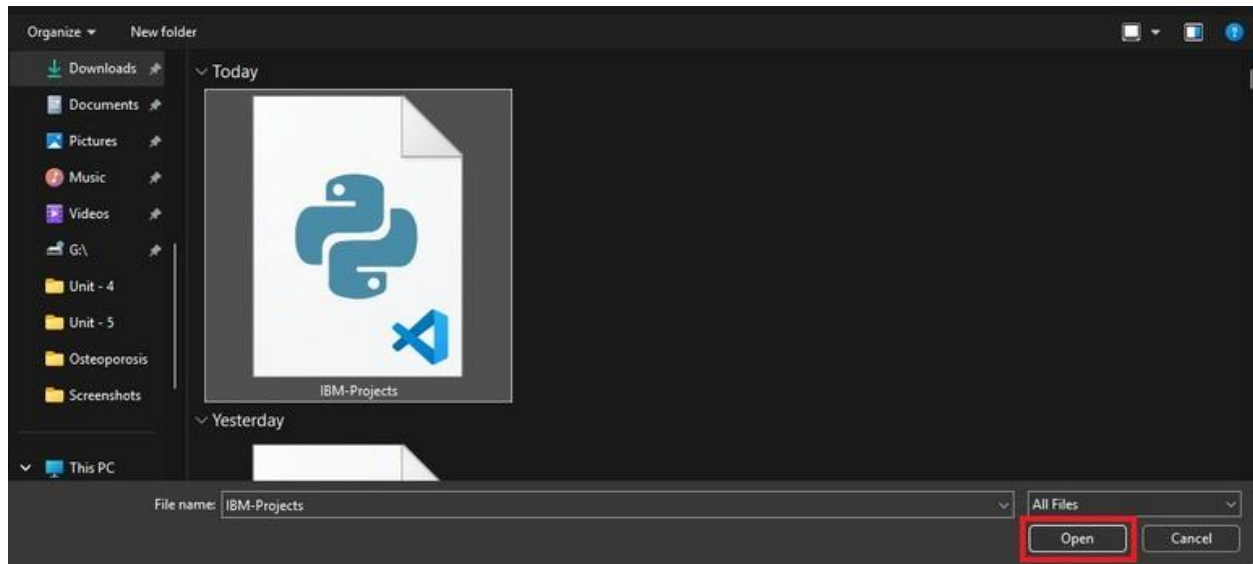 Organize New folder
Downloads
Documents
Pictures
Music
Videos
G:\
Unit - 4
Unit - 5
Osteoporosis
Screenshots
This PC
Today
IBM-Projects
Yesterday
File name: IBM-Projects All Files
Open Cancel